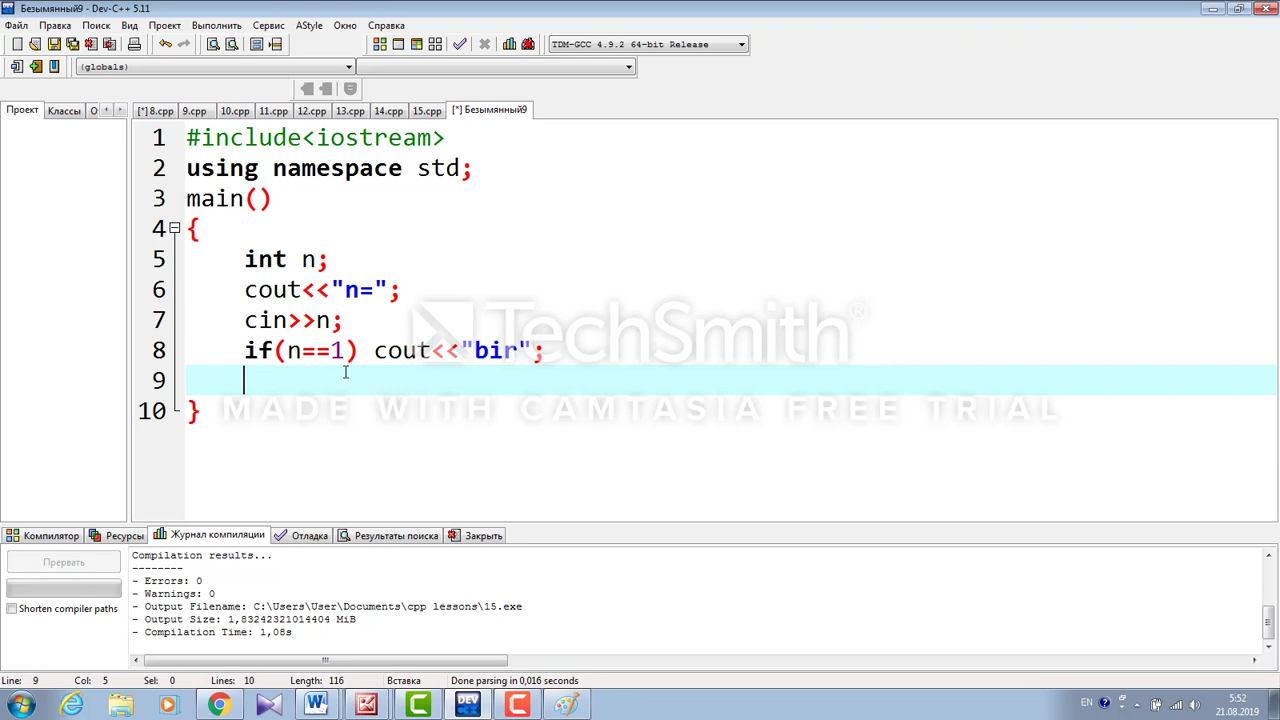 Безымянный9 - Dev-C++ 5.11
Файл Правка Поиск Вид Проект Выполнить Сервис AStyle Окно Справка
TDM-GCC 4.9.2 64-bit Release
(globals)
Проект Классы О [*] 8.cpp 9.cpp 10.cpp 11.cpp 12.cpp 13.cpp 14.cpp 15.cpp [*] Безымянный9
1 #include<iostream>
2 using namespace std;
3 main()
4 {
5 int n;
6 cout<<"n=";
7 cin>>n;
8 if(n==1) cout<<"bir";
9
10 }
TechSmith®
MADE WITH CAMTASIA FREE TRIAL
Компилятор Ресурсы Журнал компиляции Отладка Результаты поиска Закрыть
Прервать
Shorten compiler paths
Compilation results...
--------
- Errors: 0
- Warnings: 0
- Output Filename: C:\Users\User\Documents\cpp lessons\15.exe
- Output Size: 1,83242321014404 MiB
- Compilation Time: 1,08s
Line: 9 Col: 5 Sel: 0 Lines: 10 Length: 116 Вставка Done parsing in 0,016 seconds
EN 5:52
21.08.2019